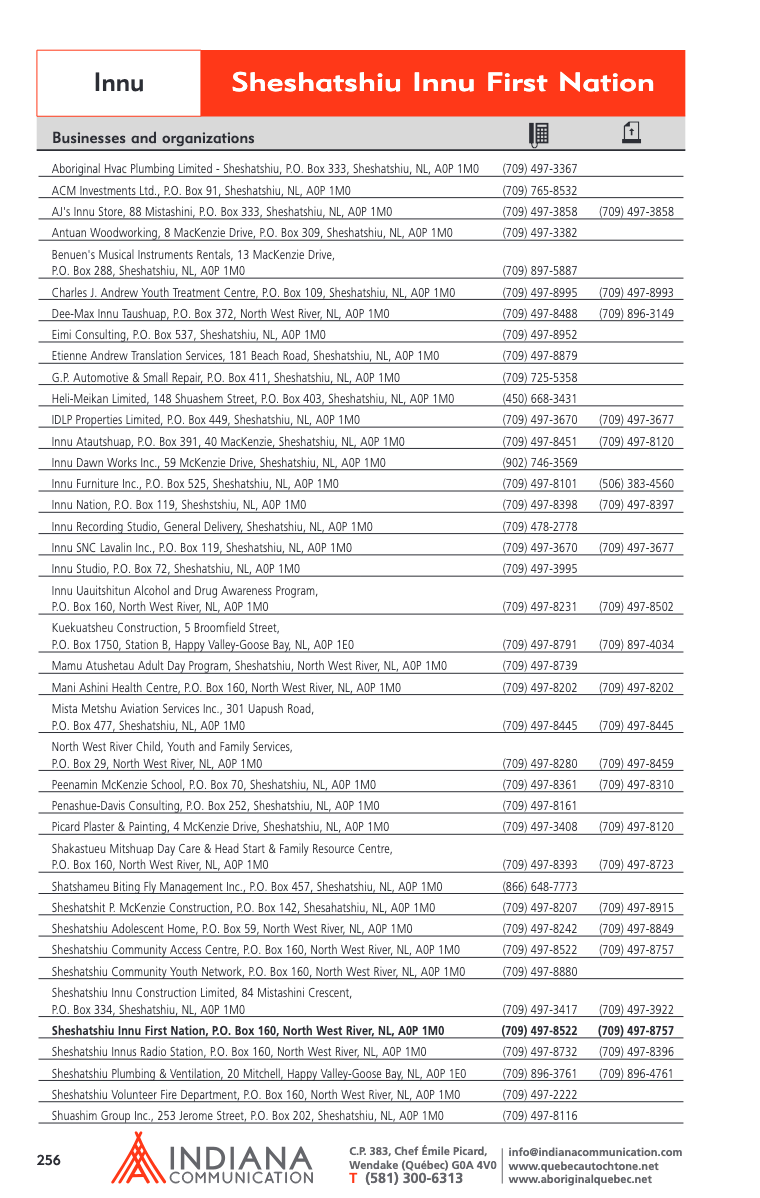 Innu
Sheshatshiu Innu First Nation
Businesses and organizations
Aboriginal Hvac Plumbing Limited - Sheshatshiu, P.O. Box 333, Sheshatshiu, NL, A0P 1M0 (709) 497-3367
ACM Investments Ltd., P.O. Box 91, Sheshatshiu, NL, A0P 1M0 (709) 765-8532
AJ's Innu Store, 88 Mistashini, P.O. Box 333, Sheshatshiu, NL, A0P 1M0 (709) 497-3858 (709) 497-3858
Antuan Woodworking, 8 MacKenzie Drive, P.O. Box 309, Sheshatshiu, NL, A0P 1M0 (709) 497-3382
Benuen's Musical Instruments Rentals, 13 MacKenzie Drive,
P.O. Box 288, Sheshatshiu, NL, A0P 1M0 (709) 897-5887
Charles J. Andrew Youth Treatment Centre, P.O. Box 109, Sheshatshiu, NL, A0P 1M0 (709) 497-8995 (709) 497-8993
Dee-Max Innu Taushuap, P.O. Box 372, North West River, NL, A0P 1M0 (709) 497-8488 (709) 896-3149
Eimi Consulting, P.O. Box 537, Sheshatshiu, NL, A0P 1M0 (709) 497-8952
Etienne Andrew Translation Services, 181 Beach Road, Sheshatshiu, NL, A0P 1M0 (709) 497-8879
G.P. Automotive & Small Repair, P.O. Box 411, Sheshatshiu, NL, A0P 1M0 (709) 725-5358
Heli-Meikan Limited, 148 Shuashem Street, P.O. Box 403, Sheshatshiu, NL, A0P 1M0 (450) 668-3431
IDLP Properties Limited, P.O. Box 449, Sheshatshiu, NL, A0P 1M0 (709) 497-3670 (709) 497-3677
Innu Atautshuap, P.O. Box 391, 40 MacKenzie, Sheshatshiu, NL, A0P 1M0 (709) 497-8451 (709) 497-8120
Innu Dawn Works Inc., 59 McKenzie Drive, Sheshatshiu, NL, A0P 1M0 (902) 746-3569
Innu Furniture Inc., P.O. Box 525, Sheshatshiu, NL, A0P 1M0 (709) 497-8101 (506) 383-4560
Innu Nation, P.O. Box 119, Sheshstshiu, NL, A0P 1M0 (709) 497-8398 (709) 497-8397
Innu Recording Studio, General Delivery, Sheshatshiu, NL, A0P 1M0 (709) 478-2778
Innu SNC Lavalin Inc., P.O. Box 119, Sheshatshiu, NL, A0P 1M0 (709) 497-3670 (709) 497-3677
Innu Studio, P.O. Box 72, Sheshatshiu, NL, A0P 1M0 (709) 497-3995
Innu Uauitshitun Alcohol and Drug Awareness Program,
P.O. Box 160, North West River, NL, A0P 1M0 (709) 497-8231 (709) 497-8502
Kuekuatsheu Construction, 5 Broomfield Street,
P.O. Box 1750, Station B, Happy Valley-Goose Bay, NL, A0P 1E0 (709) 497-8791 (709) 897-4034
Mamu Atushetau Adult Day Program, Sheshatshiu, North West River, NL, A0P 1M0 (709) 497-8739
Mani Ashini Health Centre, P.O. Box 160, North West River, NL, A0P 1M0 (709) 497-8202 (709) 497-8202
Mista Metshu Aviation Services Inc., 301 Uapush Road,
P.O. Box 477, Sheshatshiu, NL, A0P 1M0 (709) 497-8445 (709) 497-8445
North West River Child, Youth and Family Services,
P.O. Box 29, North West River, NL, A0P 1M0 (709) 497-8280 (709) 497-8459
Peenamin McKenzie School, P.O. Box 70, Sheshatshiu, NL, A0P 1M0 (709) 497-8361 (709) 497-8310
Penashue-Davis Consulting, P.O. Box 252, Sheshatshiu, NL, A0P 1M0 (709) 497-8161
Picard Plaster & Painting, 4 McKenzie Drive, Sheshatshiu, NL, A0P 1M0 (709) 497-3408 (709) 497-8120
Shakastueu Mitshuap Day Care & Head Start & Family Resource Centre,
P.O. Box 160, North West River, NL, A0P 1M0 (709) 497-8393 (709) 497-8723
Shatshameu Biting Fly Management Inc., P.O. Box 457, Sheshatshiu, NL, A0P 1M0 (866) 648-7773
Sheshatshit P. McKenzie Construction, P.O. Box 142, Shesahatshiu, NL, A0P 1M0 (709) 497-8207 (709) 497-8915
Sheshatshiu Adolescent Home, P.O. Box 59, North West River, NL, A0P 1M0 (709) 497-8242 (709) 497-8849
Sheshatshiu Community Access Centre, P.O. Box 160, North West River, NL, A0P 1M0 (709) 497-8522 (709) 497-8757
Sheshatshiu Community Youth Network, P.O. Box 160, North West River, NL, A0P 1M0 (709) 497-8880
Sheshatshiu Innu Construction Limited, 84 Mistashini Crescent,
P.O. Box 334, Sheshatshiu, NL, A0P 1M0 (709) 497-3417 (709) 497-3922
Sheshatshiu Innu First Nation, P.O. Box 160, North West River, NL, A0P 1M0 (709) 497-8522 (709) 497-8757
Sheshatshiu Innus Radio Station, P.O. Box 160, North West River, NL, A0P 1M0 (709) 497-8732 (709) 497-8396
Sheshatshiu Plumbing & Ventilation, 20 Mitchell, Happy Valley-Goose Bay, NL, A0P 1E0 (709) 896-3761 (709) 896-4761
Sheshatshiu Volunteer Fire Department, P.O. Box 160, North West River, NL, A0P 1M0 (709) 497-2222
Shuashim Group Inc., 253 Jerome Street, P.O. Box 202, Sheshatshiu, NL, A0P 1M0 (709) 497-8116
256
INDIANA
COMMUNICATION
C.P. 383, Chef Émile Picard,
Wendake (Québec) G0A 4V0
T (581) 300-6313
info@indianacommunication.com
www.quebecautochtone.net
www.aboriginalquebec.net